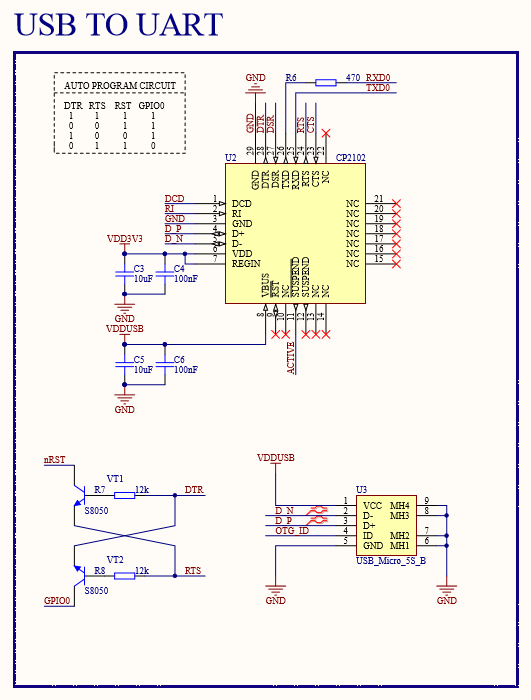 USB TO UART
AUTO PROGRAM CIRCUIT
DTR RTS RST GPIO0
1 1 1 1
0 0 1 1
1 0 0 1
0 1 1 0
GND
R6 470 RXD0
TXD0
GND DTR DSR RTS CTS
29 28 27 26 25 24 23 22
U2 CP2102
GND DTR DSR TXD RXD RTS CTS NC
DCD 1 DCD NC 21
RI 2 RI NC 20
GND 3 GND NC 19
D_P 4 D+ NC 18
D_N 5 D- NC 17
VDD3V3 6 VDD NC 16
7 REGIN NC 15
VBUS RST NC SUSPEND SUSPEND NC NC
8 9 10 11 12 13 14
C3 C4
10uF 100nF
GND
VDDUSB
ACTIVE
C5 C6
10uF 100nF
GND
nRST
VT1
R7 12k DTR
S8050
VT2
R8 12k RTS
S8050
GPIO0
VDDUSB
U3
1 VCC MH4 9
D_N 2 D- MH3 8
D_P 3 D+
OTG_ID 4 ID MH2 7
5 GND MH1 6
USB_Micro_5S_B
GND GND